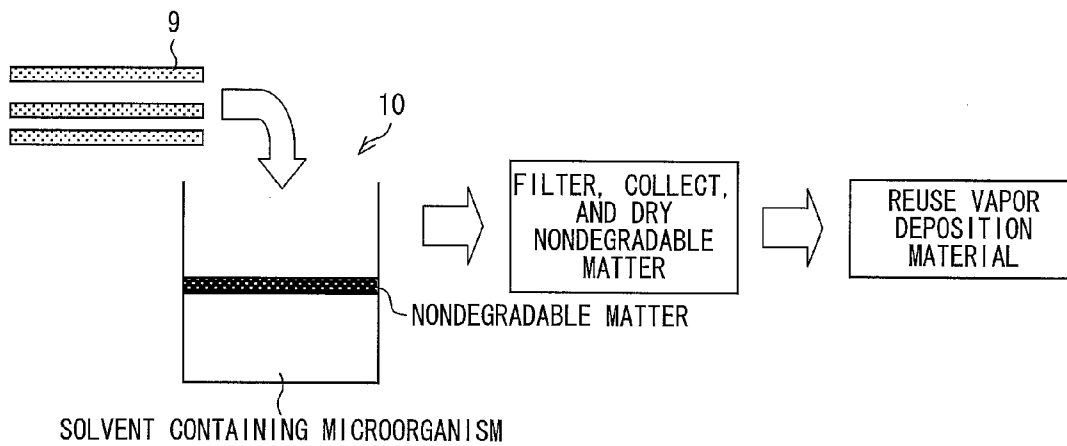 9
10
FILTER, COLLECT,
AND DRY
NONDEGRADABLE
MATTER
REUSE VAPOR
DEPOSITION
MATERIAL
NONDEGRADABLE MATTER
SOLVENT CONTAINING MICROORGANISM